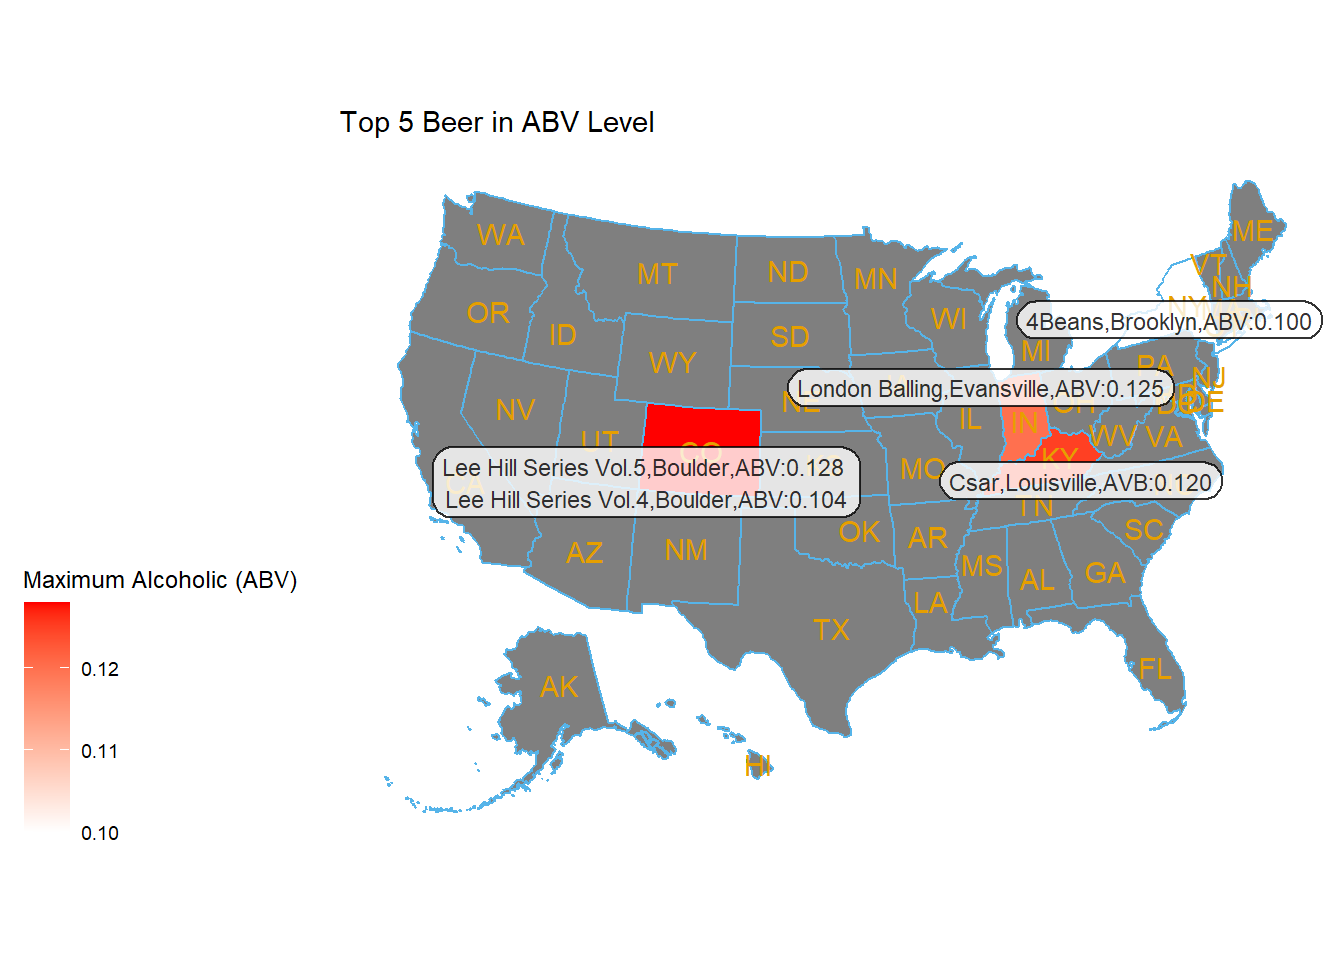 Top 5 Beer in ABV Level
WA
MT
ND
MN
ME
VT
NH
OR
ID
SD
WI
NY
4Beans,Brooklyn,ABV:0.100
WY
MI
PA
NJ
London Balling,Evansville,ABV:0.125
NV
NE
IL
IN
OH
DE
UT
CO
KY
WV
VA
Lee Hill Series Vol.5,Boulder,ABV:0.128
Lee Hill Series Vol.4,Boulder,ABV:0.104
CA
MO
Csar,Louisville,AVB:0.120
TN
OK
AR
SC
AZ
NM
MS
AL
GA
LA
TX
FL
AK
HI
Maximum Alcoholic (ABV)
0.12
0.11
0.10